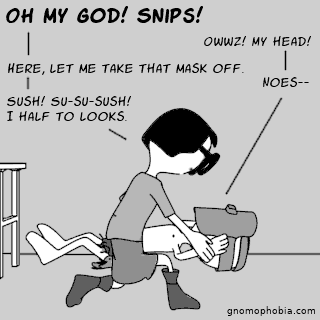 OH MY GOD! SNIPS!
OWWZ! MY HEAD!
HERE, LET ME TAKE THAT MASK OFF.
NOES--
SUSH! SU-SU-SUSH!
I HALF TO LOOKS.
gnomophobia.com